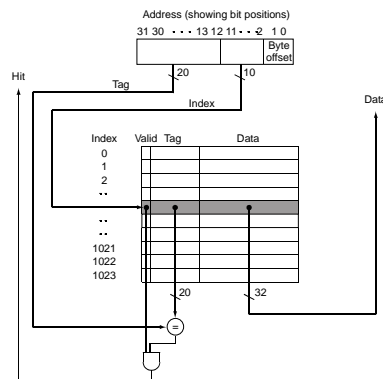 Address (showing bit positions)
31 30 ··· 13 12 11 ··· 2 1 0
Byte
offset
20
10
Hit
Tag
Index
Data
Index Valid Tag Data
0
1
2
··
··
··
1021
1022
1023
20
32
=